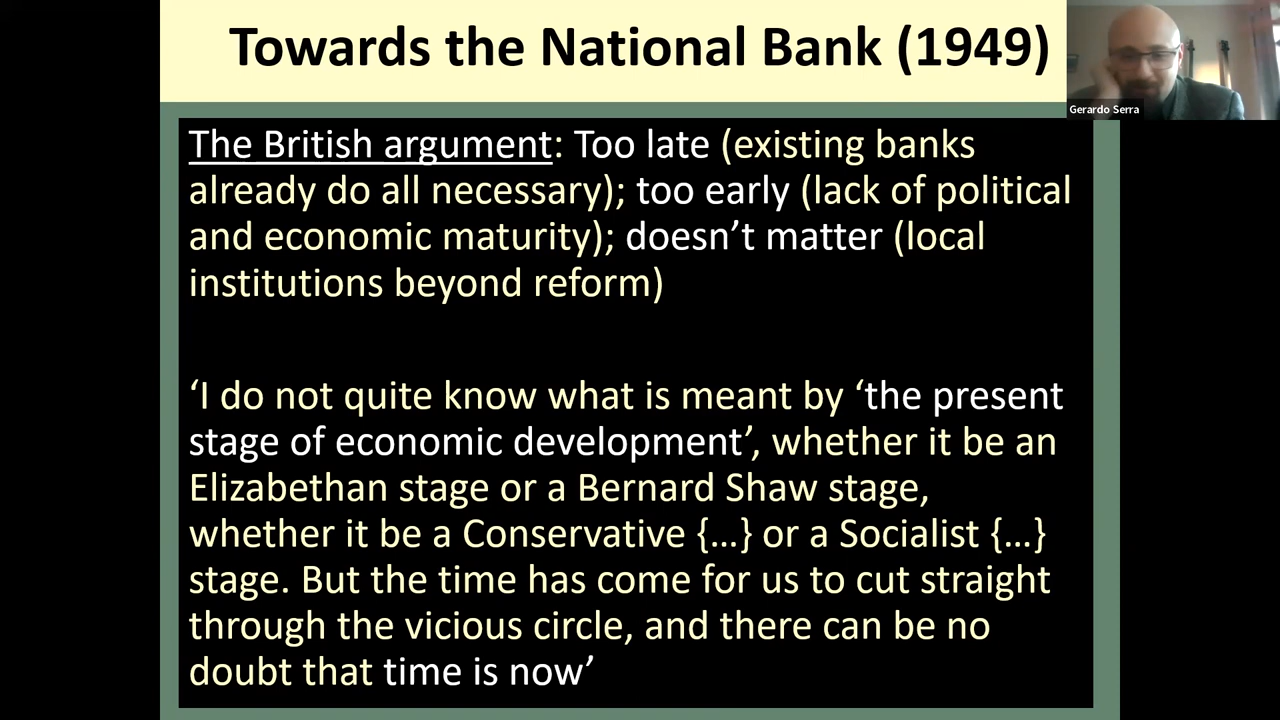 Towards the National Bank (1949)
Gerardo Serra
The British argument: Too late (existing banks
already do all necessary); too early (lack of political
and economic maturity); doesn’t matter (local
institutions beyond reform)
‘I do not quite know what is meant by ‘the present
stage of economic development’, whether it be an
Elizabethan stage or a Bernard Shaw stage,
whether it be a Conservative {…} or a Socialist {…}
stage. But the time has come for us to cut straight
through the vicious circle, and there can be no
doubt that time is now’